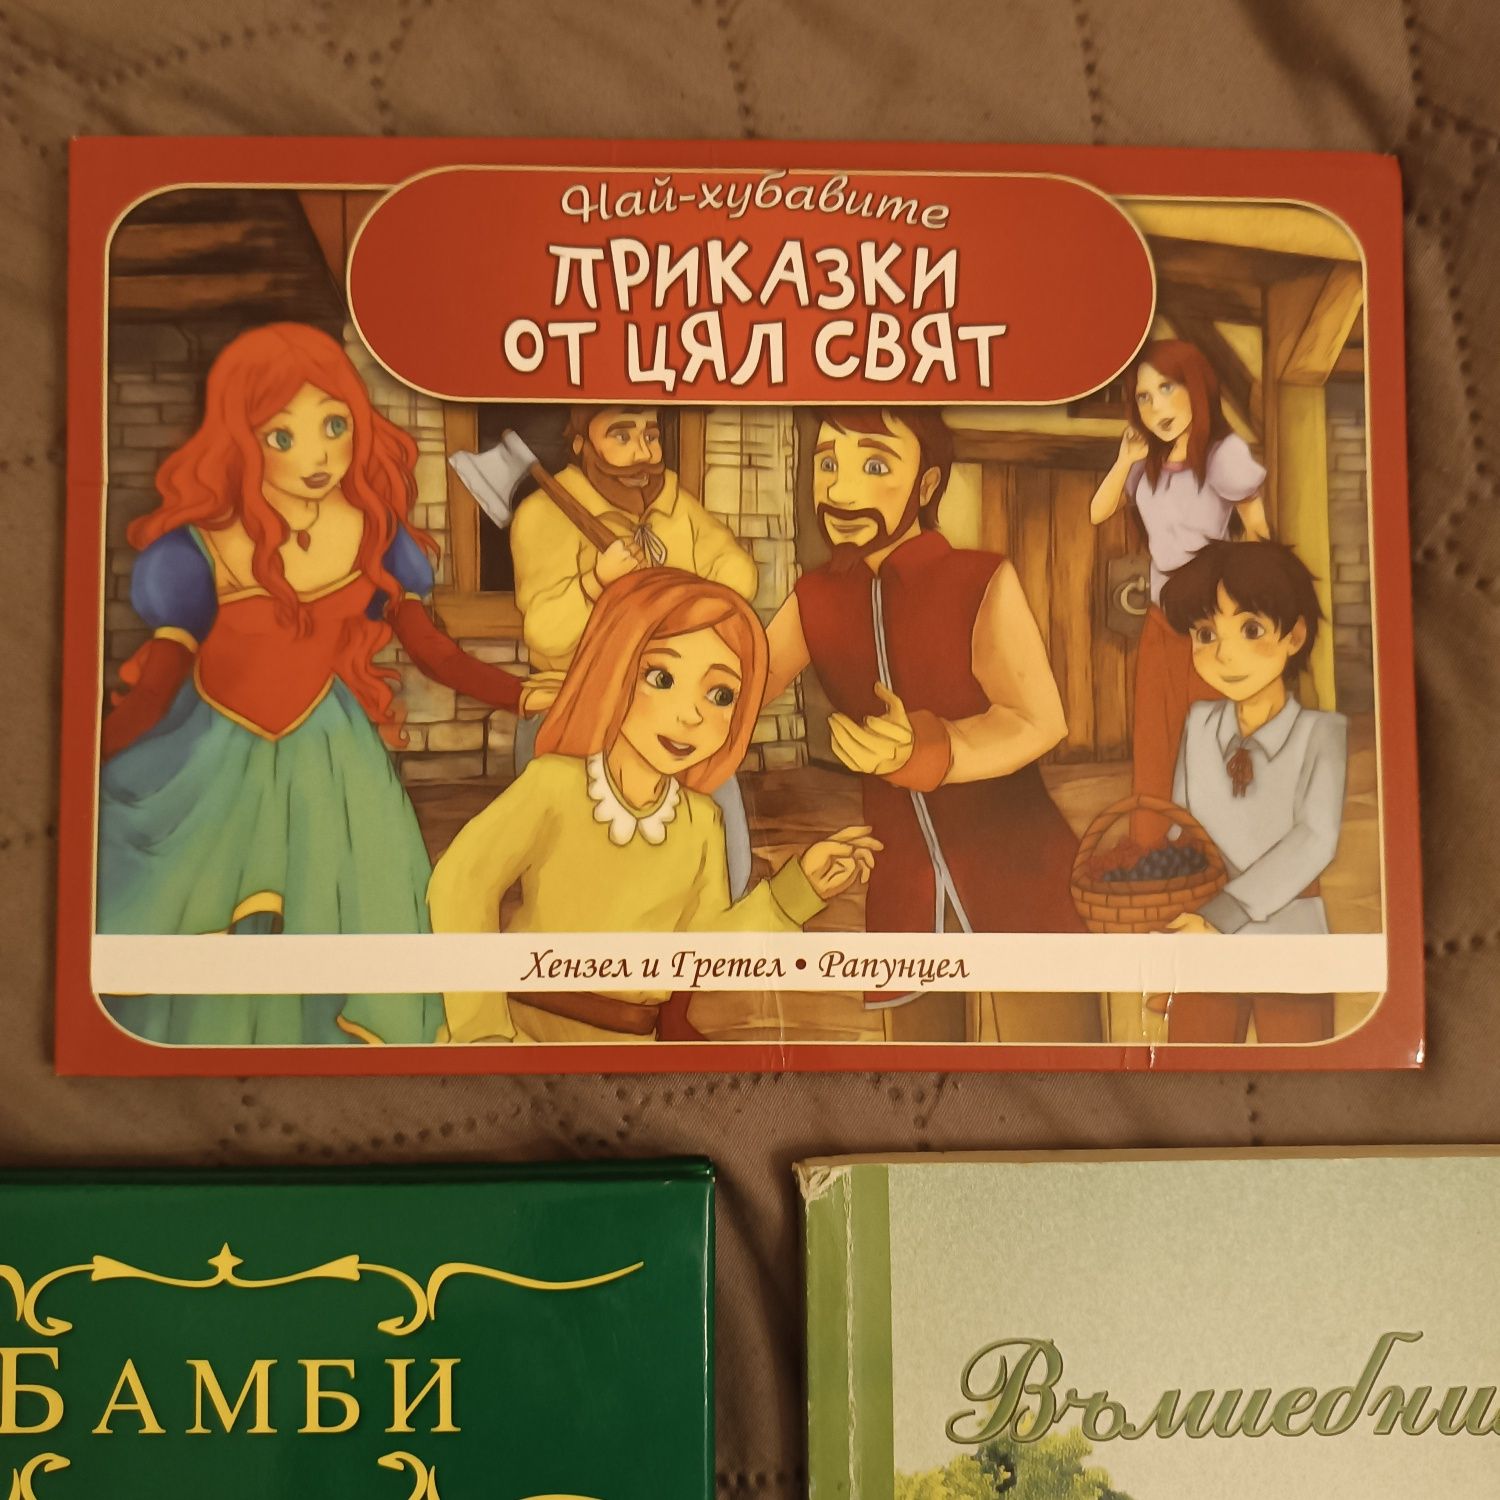 Най-хубавите
ПРИКАЗКИ
ОТ ЦЯЛ СВЯТ
Хензел и Гретел • Рапунцел
БАМБИ